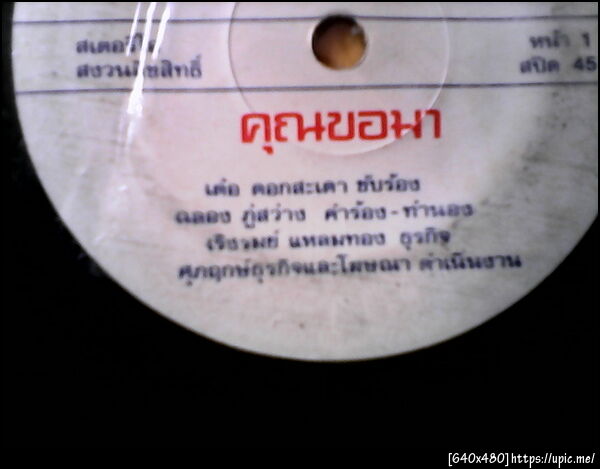 สเตอริโอ
หน้า 1
สงวนลิขสิทธิ์
สปีด 45
คุณขอมา
เต๋อ ดอกสะเดา ขับร้อง
ฉลอง ภู่สว่าง คำร้อง - ทำนอง
เริงรมย์ แหลมทอง ธุรกิจ
ศุภฤกษ์ธุรกิจและโฆษณา ดำเนินงาน
[640x480]https://upic.me/